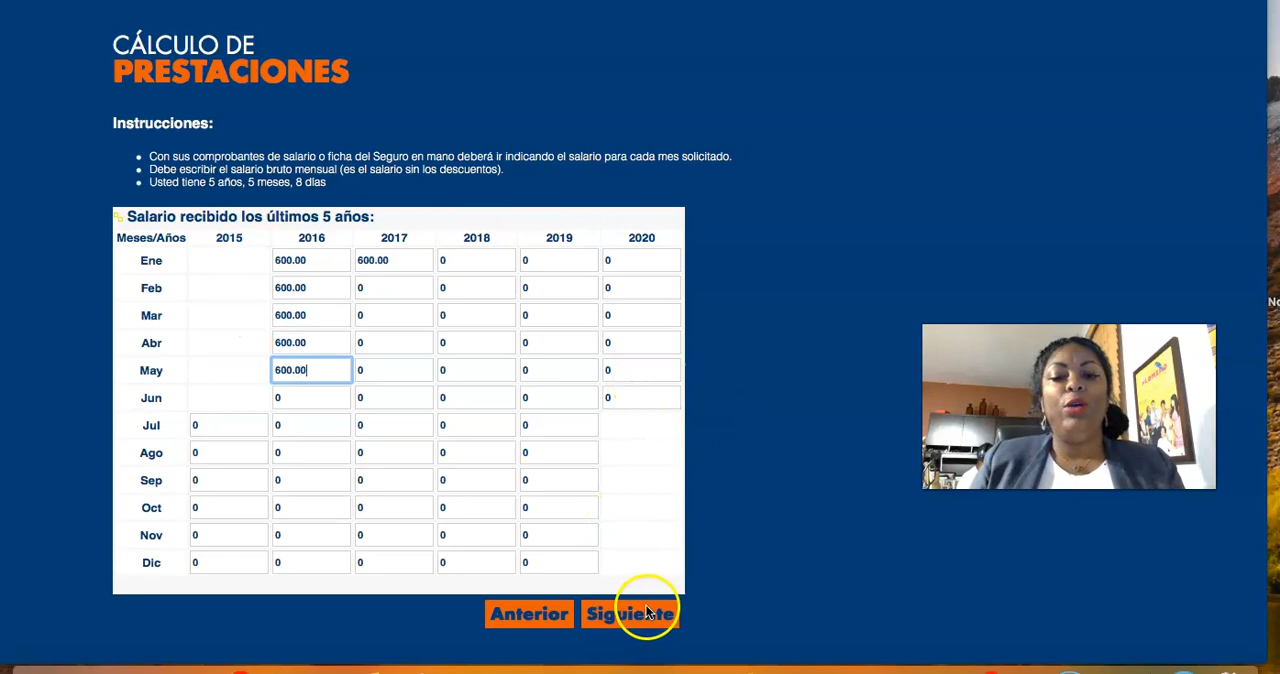 CÁLCULO DE
PRESTACIONES
Instrucciones:
Con sus comprobantes de salario o ficha del Seguro en mano deberá ir indicando el salario para cada mes solicitado.
Debe escribir el salario bruto mensual (es el salario sin los descuentos).
Usted tiene 5 años, 5 meses, 8 días
Salario recibido los últimos 5 años:
Meses/Años 2015 2016 2017 2018 2019 2020
Ene 600.00 600.00 0 0 0
Feb 600.00 0 0 0 0
Mar 600.00 0 0 0 0
Abr 600.00 0 0 0 0
May 600.00 0 0 0 0
Jun 0 0 0 0 0
Jul 0 0 0 0 0
Ago 0 0 0 0 0
Sep 0 0 0 0 0
Oct 0 0 0 0 0
Nov 0 0 0 0 0
Dic 0 0 0 0 0
Anterior Siguiente